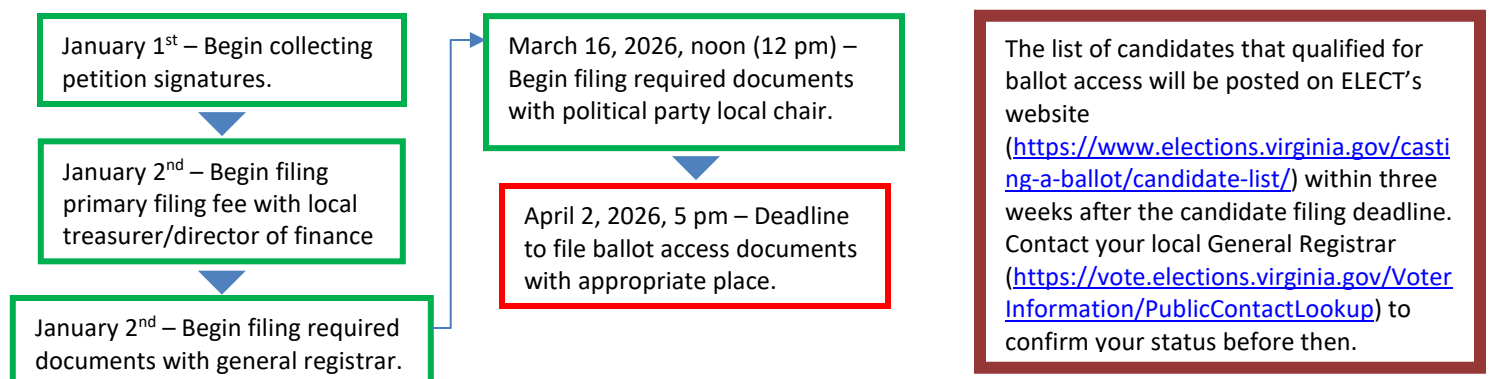 January 1st – Begin collecting
petition signatures.
January 2nd – Begin filing
primary filing fee with local
treasurer/director of finance
January 2nd – Begin filing required
documents with general registrar.
March 16, 2026, noon (12 pm) –
Begin filing required documents
with political party local chair.
April 2, 2026, 5 pm – Deadline
to file ballot access documents
with appropriate place.
The list of candidates that qualified for
ballot access will be posted on ELECT’s
website
(https://www.elections.virginia.gov/casti
ng-a-ballot/candidate-list/) within three
weeks after the candidate filing deadline.
Contact your local General Registrar
(https://vote.elections.virginia.gov/Voter
Information/PublicContactLookup) to
confirm your status before then.